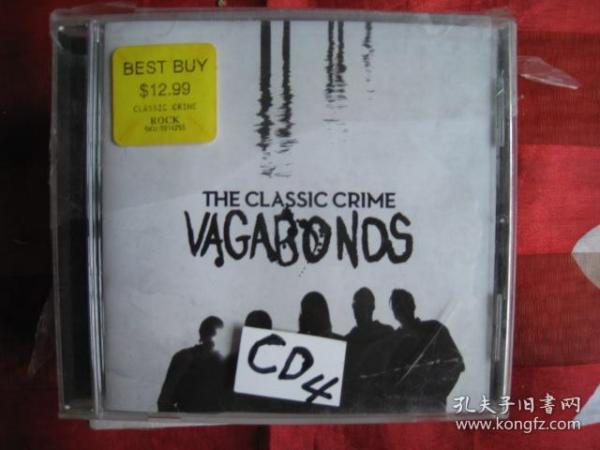 BEST BUY
$12.99
CLASSIC CRIME
ROCK
THE CLASSIC CRIME
VAGABONDS
CD4
孔夫子旧书网
www.kongfz.com